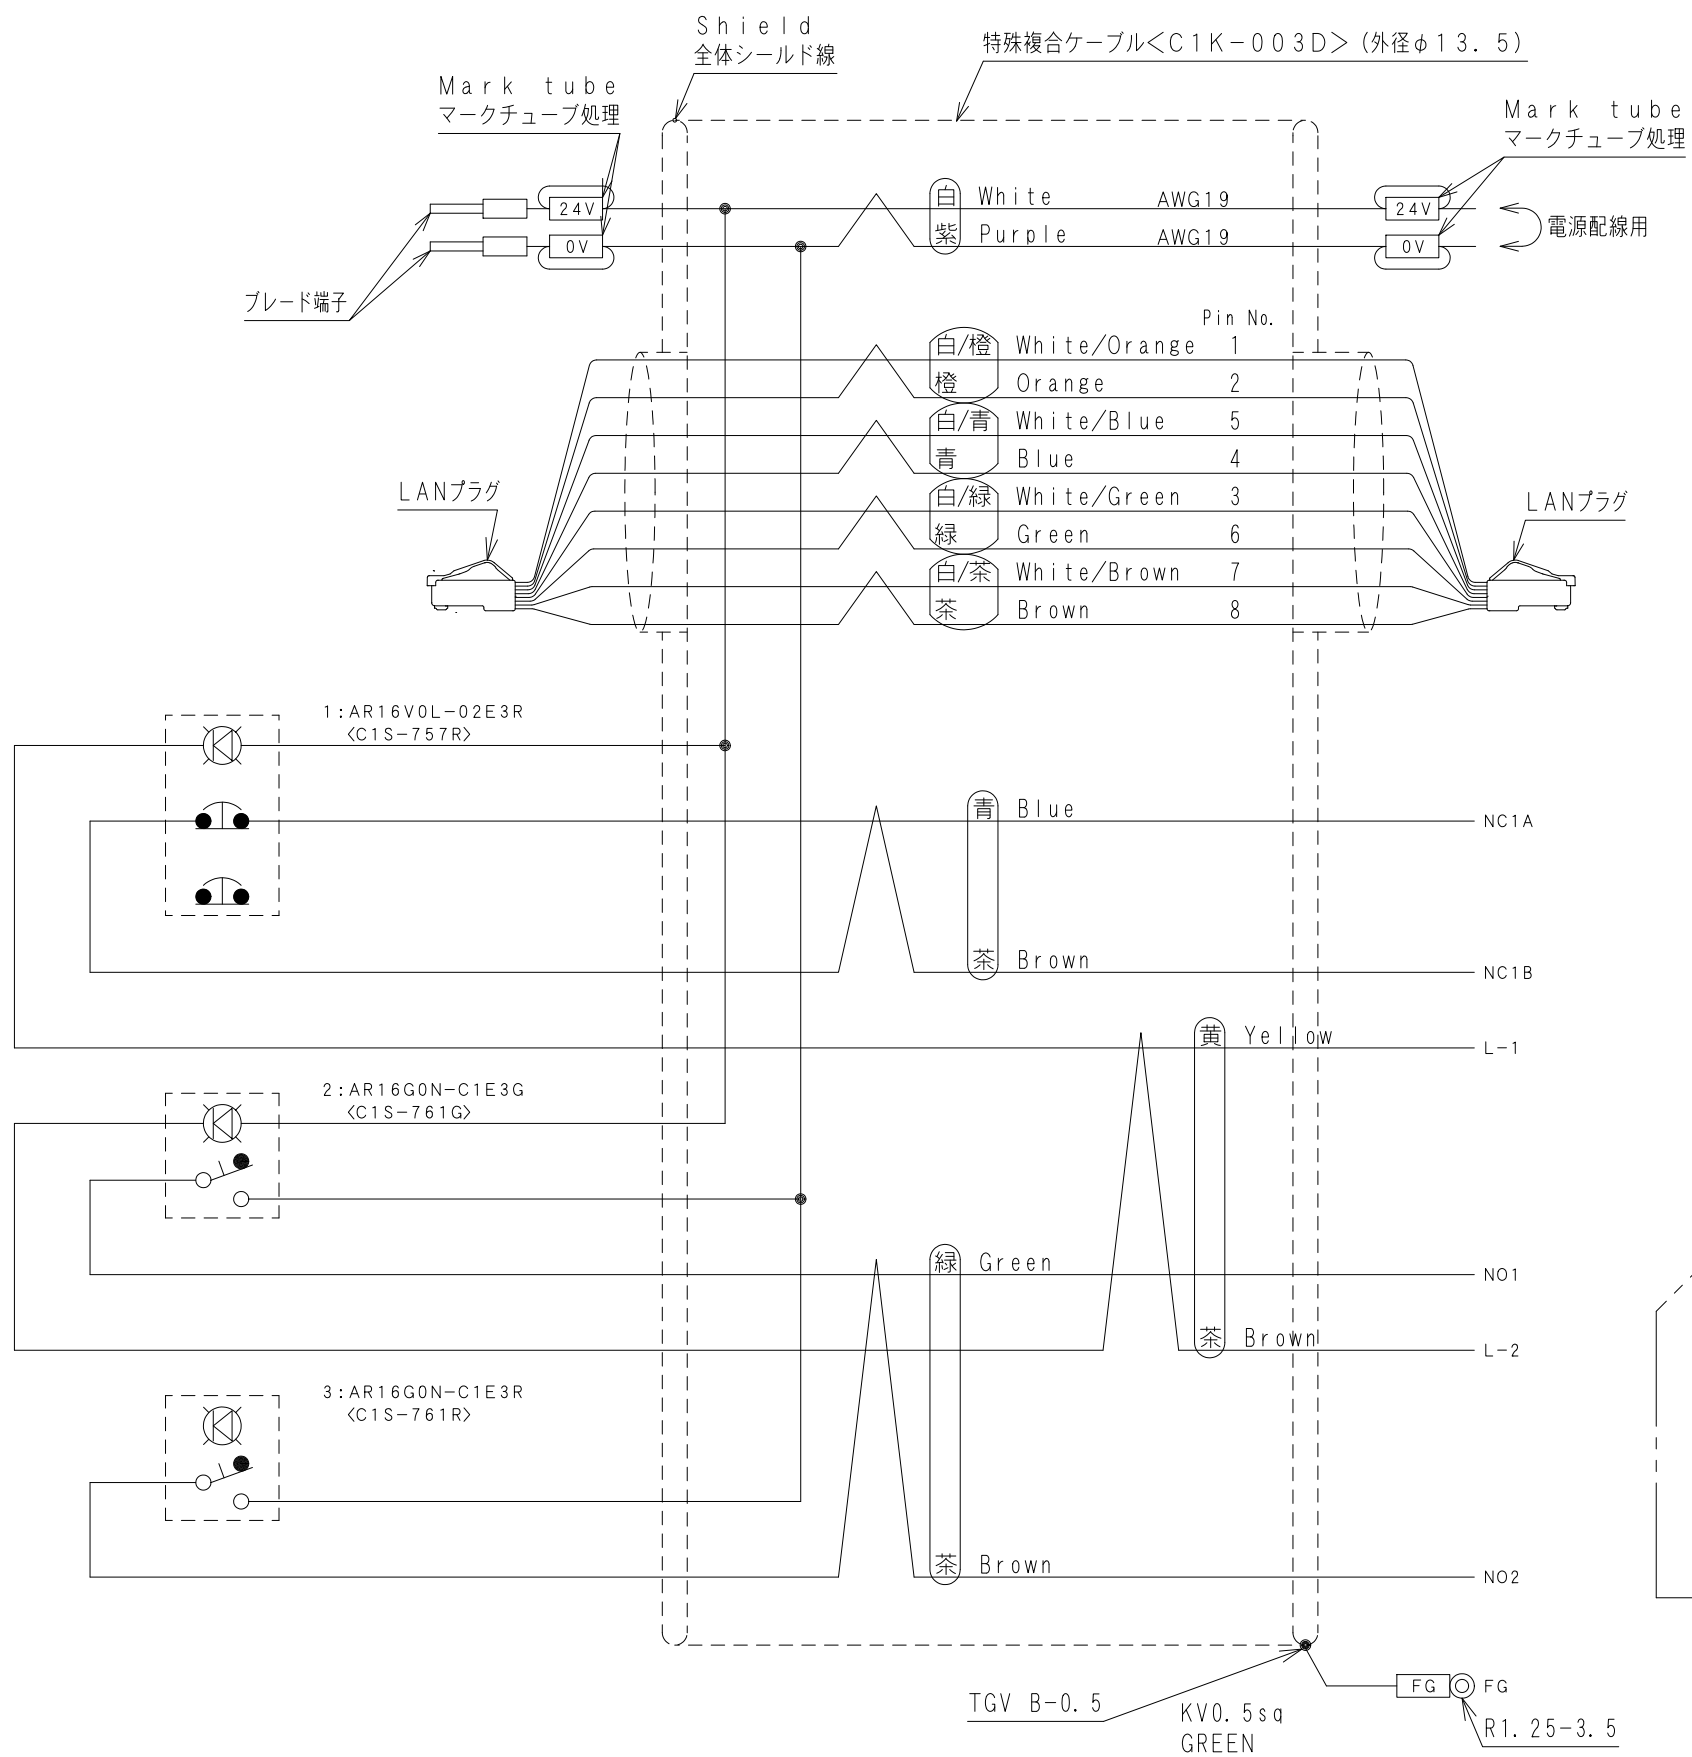 Shield
全体シールド線
特殊複合ケーブル<C1K-003D>(外径φ13.5)
Mark tube
マークチューブ処理
Mark tube
マークチューブ処理
24V
白 White AWG19
24V
0V
紫 Purple AWG19
0V
電源配線用
ブレード端子
Pin No.
白/橙 White/Orange 1
橙 Orange 2
白/青 White/Blue 5
青 Blue 4
白/緑 White/Green 3
緑 Green 6
白/茶 White/Brown 7
茶 Brown 8
LANプラグ
LANプラグ
1:AR16V0L-02E3R
<C1S-757R>
青 Blue
NC1A
茶 Brown
NC1B
黄 Yellow
L-1
2:AR16G0N-C1E3G
<C1S-761G>
緑 Green
NO1
茶 Brown
L-2
3:AR16G0N-C1E3R
<C1S-761R>
茶 Brown
NO2
TGV B-0.5
KV0.5sq
GREEN
FG
FG
R1.25-3.5